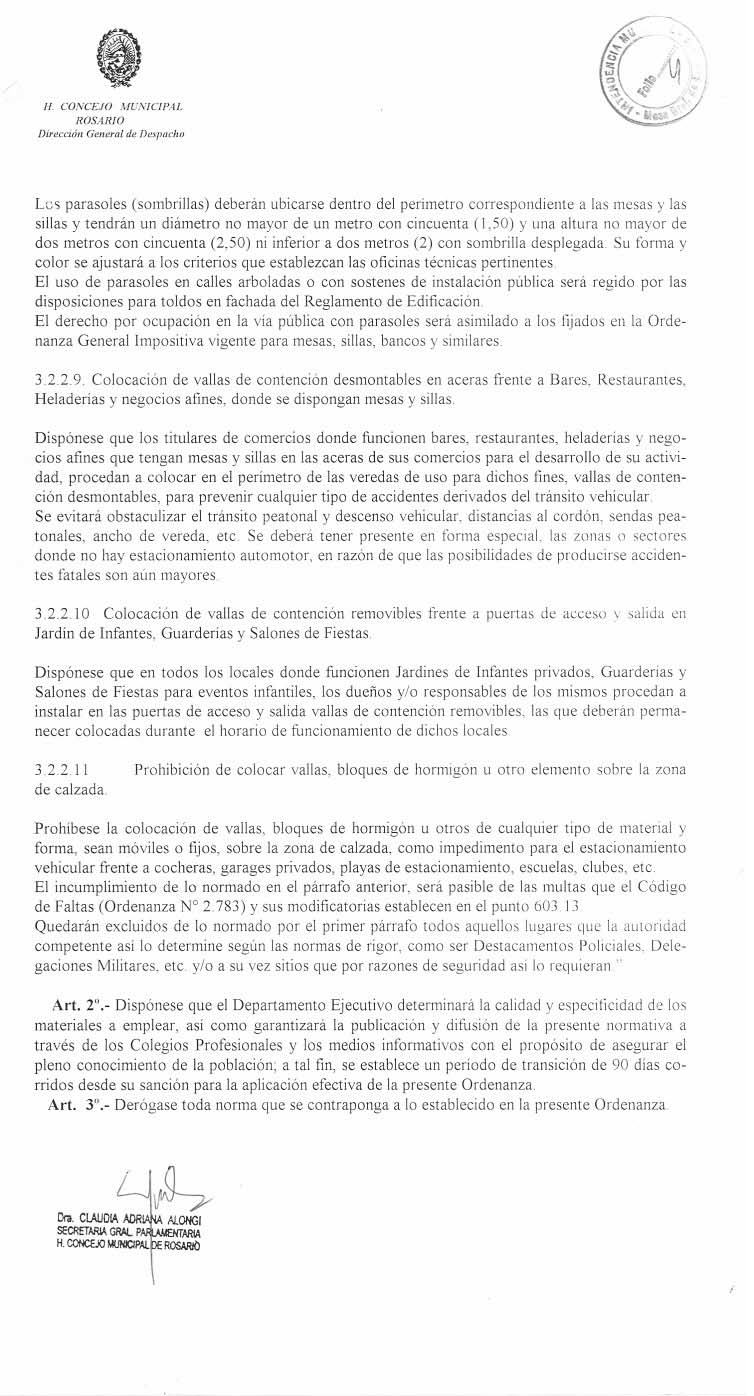 H. CONCEJO MUNICIPAL
ROSARIO
Dirección General de Despacho
INTENDENCIA MU
Folio 4
Mesa Gral. de E.
Los parasoles (sombrillas) deberán ubicarse dentro del perimetro correspondiente a las mesas y las
sillas y tendrán un diámetro no mayor de un metro con cincuenta (1,50) y una altura no mayor de
dos metros con cincuenta (2,50) ni inferior a dos metros (2) con sombrilla desplegada. Su forma y
color se ajustará a los criterios que establezcan las oficinas técnicas pertinentes.
El uso de parasoles en calles arboladas o con sostenes de instalación pública será regido por las
disposiciones para toldos en fachada del Reglamento de Edificación.
El derecho por ocupación en la vía pública con parasoles será asimilado a los fijados en la Orde-
nanza General Impositiva vigente para mesas, sillas, bancos y similares.
3.2.2.9. Colocación de vallas de contención desmontables en aceras frente a Bares, Restaurantes,
Heladerías y negocios afines, donde se dispongan mesas y sillas.
Dispónese que los titulares de comercios donde funcionen bares, restaurantes, heladerías y nego-
cios afines que tengan mesas y sillas en las aceras de sus comercios para el desarrollo de su activi-
dad, procedan a colocar en el perímetro de las veredas de uso para dichos fines, vallas de conten-
ción desmontables, para prevenir cualquier tipo de accidentes derivados del tránsito vehicular.
Se evitará obstaculizar el tránsito peatonal y descenso vehicular, distancias al cordón, sendas pea-
tonales, ancho de vereda, etc. Se deberá tener presente en forma especial, las zonas o sectores
donde no hay estacionamiento automotor, en razón de que las posibilidades de producirse acciden-
tes fatales son aún mayores.
3.2.2.10 Colocación de vallas de contención removibles frente a puertas de acceso y salida en
Jardín de Infantes, Guarderías y Salones de Fiestas.
Dispónese que en todos los locales donde funcionen Jardines de Infantes privados, Guarderías y
Salones de Fiestas para eventos infantiles, los dueños y/o responsables de los mismos procedan a
instalar en las puertas de acceso y salida vallas de contención removibles, las que deberán perma-
necer colocadas durante el horario de funcionamiento de dichos locales.
3.2.2.11 Prohibición de colocar vallas, bloques de hormigón u otro elemento sobre la zona
de calzada.
Prohíbese la colocación de vallas, bloques de hormigón u otros de cualquier tipo de material y
forma, sean móviles o fijos, sobre la zona de calzada, como impedimento para el estacionamiento
vehicular frente a cocheras, garages privados, playas de estacionamiento, escuelas, clubes, etc.
El incumplimiento de lo normado en el párrafo anterior, será pasible de las multas que el Código
de Faltas (Ordenanza N° 2.783) y sus modificatorias establecen en el punto 603.13.
Quedarán excluidos de lo normado por el primer párrafo todos aquellos lugares que la autoridad
competente así lo determine según las normas de rigor, como ser Destacamentos Policiales, Dele-
gaciones Militares, etc. y/o a su vez sitios que por razones de seguridad así lo requieran."
Art. 2º.- Dispónese que el Departamento Ejecutivo determinará la calidad y especificidad de los
materiales a emplear, así como garantizará la publicación y difusión de la presente normativa a
través de los Colegios Profesionales y los medios informativos con el propósito de asegurar el
pleno conocimiento de la población; a tal fin, se establece un período de transición de 90 días co-
rridos desde su sanción para la aplicación efectiva de la presente Ordenanza.
Art. 3º.- Derógase toda norma que se contraponga a lo establecido en la presente Ordenanza.
Dra. CLAUDIA ADRIANA ALONGI
SECRETARIA GRAL. PARLAMENTARIA
H. CONCEJO MUNICIPAL DE ROSARIO